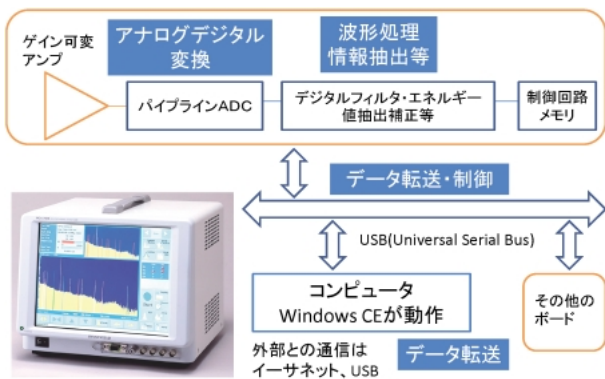 ゲイン可変
アンプ
アナログデジタル
変換
波形処理
情報抽出等
パイプラインADC
デジタルフィルタ・エネルギー
値抽出補正等
制御回路
メモリ
データ転送・制御
USB(Universal Serial Bus)
コンピュータ
Windows CEが動作
その他の
ボード
外部との通信は
イーサネット、USB
データ転送